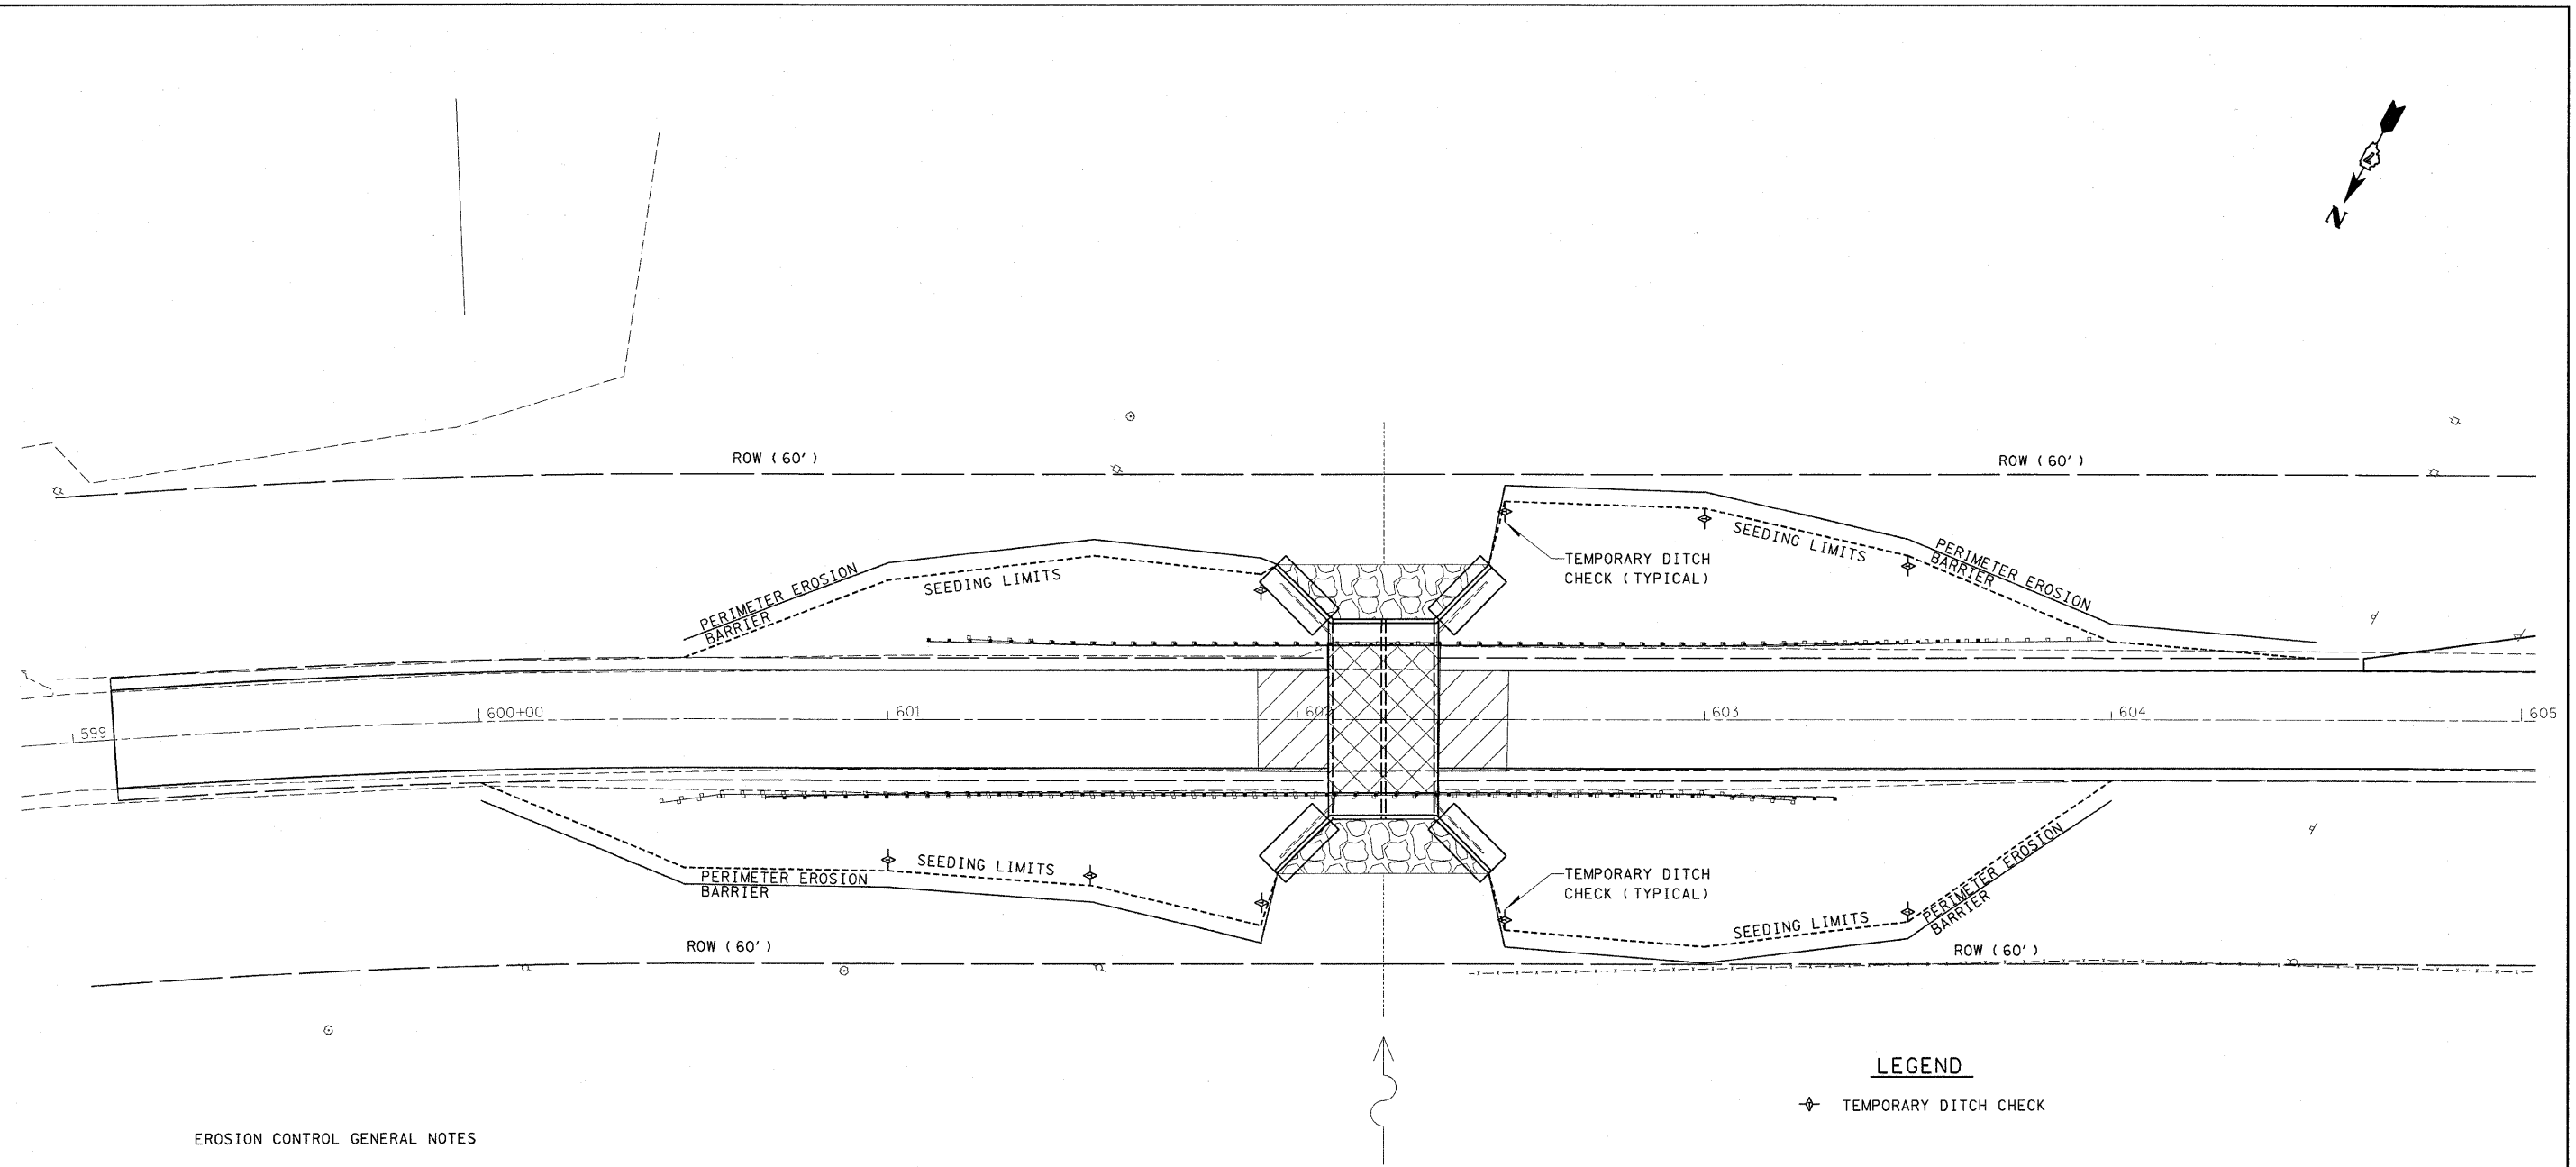 N
ROW (60')
ROW (60')
PERIMETER EROSION
BARRIER
SEEDING LIMITS
SEEDING LIMITS
PERIMETER EROSION
BARRIER
TEMPORARY DITCH
CHECK (TYPICAL)
599
600+00
601
602
603
604
605
PERIMETER EROSION
BARRIER
SEEDING LIMITS
TEMPORARY DITCH
CHECK (TYPICAL)
SEEDING LIMITS
PERIMETER EROSION
BARRIER
ROW (60')
ROW (60')
LEGEND
TEMPORARY DITCH CHECK
EROSION CONTROL GENERAL NOTES